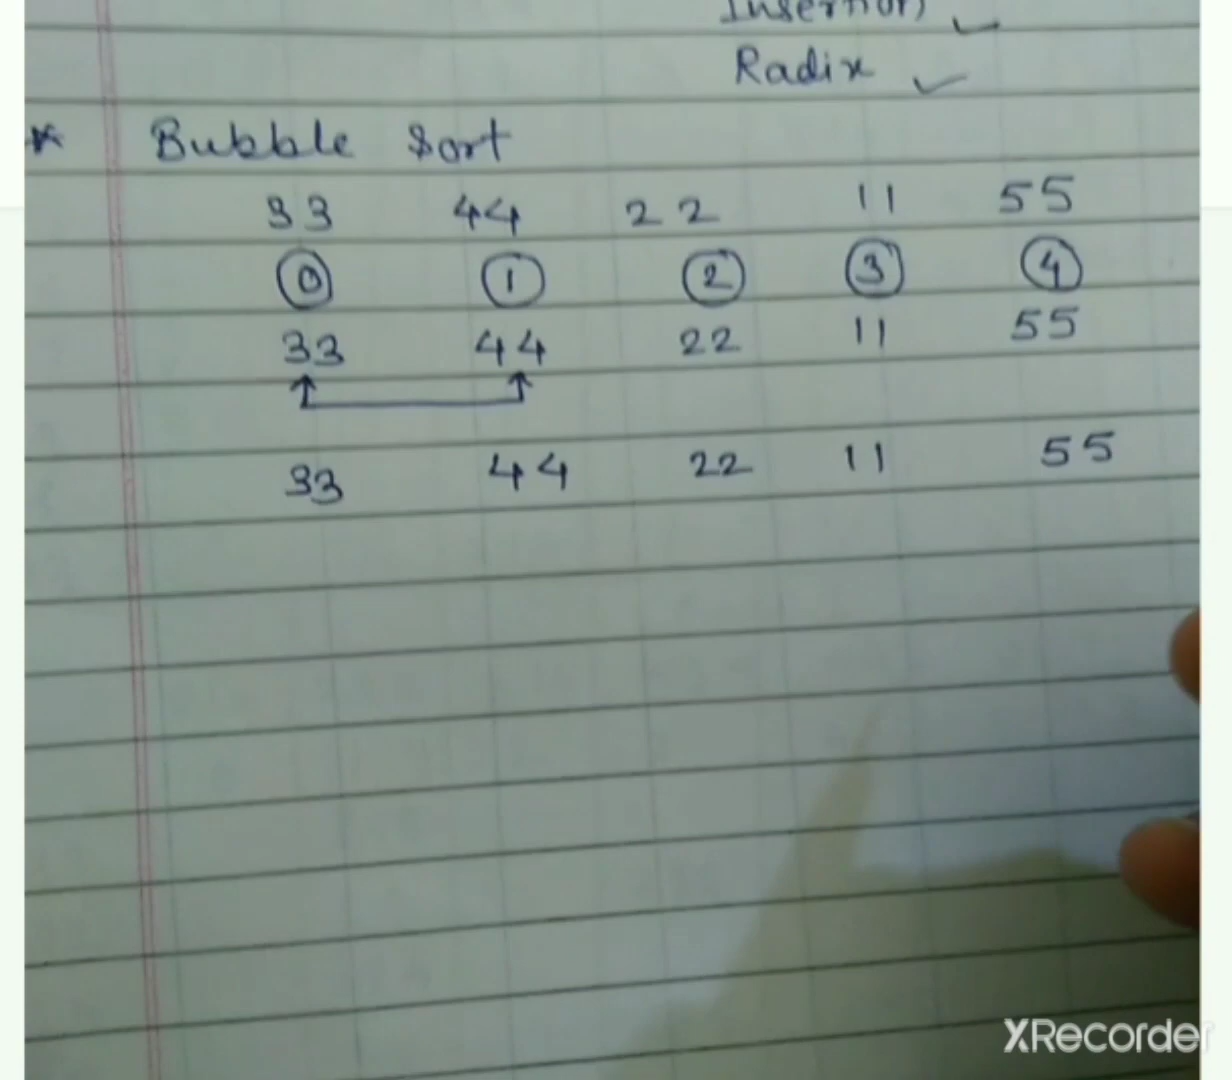 Insertion ✓
Radix ✓
* Bubble Sort
33 44 22 11 55
0 1 2 3 4
33 44 22 11 55
33 44 22 11 55
XRecorder